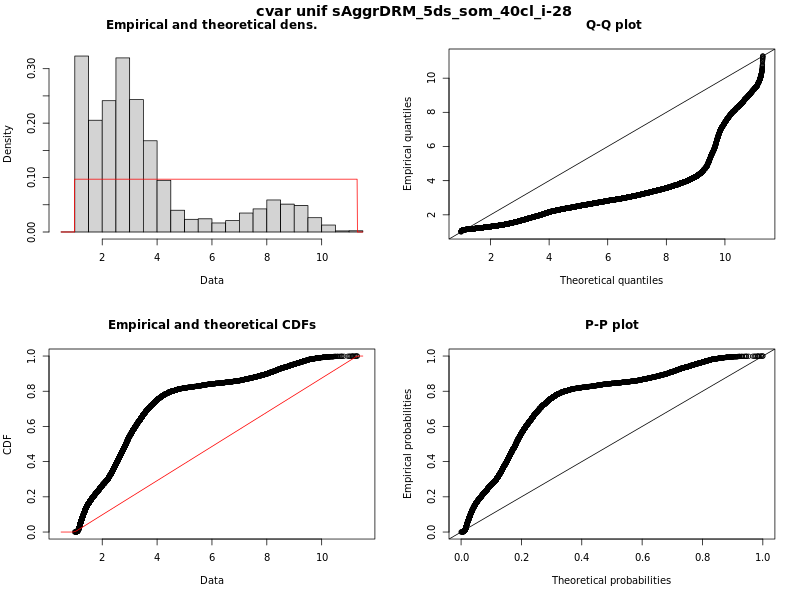 cvar unif sAggrDRM_5ds_som_40cl_i-28
Empirical and theoretical dens.
Density
0.00 0.10 0.20 0.30
2 4 6 8 10
Data
Q-Q plot
Empirical quantiles
2 4 6 8 10
2 4 6 8 10
Theoretical quantiles
Empirical and theoretical CDFs
CDF
0.0 0.2 0.4 0.6 0.8 1.0
2 4 6 8 10
Data
P-P plot
Empirical probabilities
0.0 0.2 0.4 0.6 0.8 1.0
0.0 0.2 0.4 0.6 0.8 1.0
Theoretical probabilities